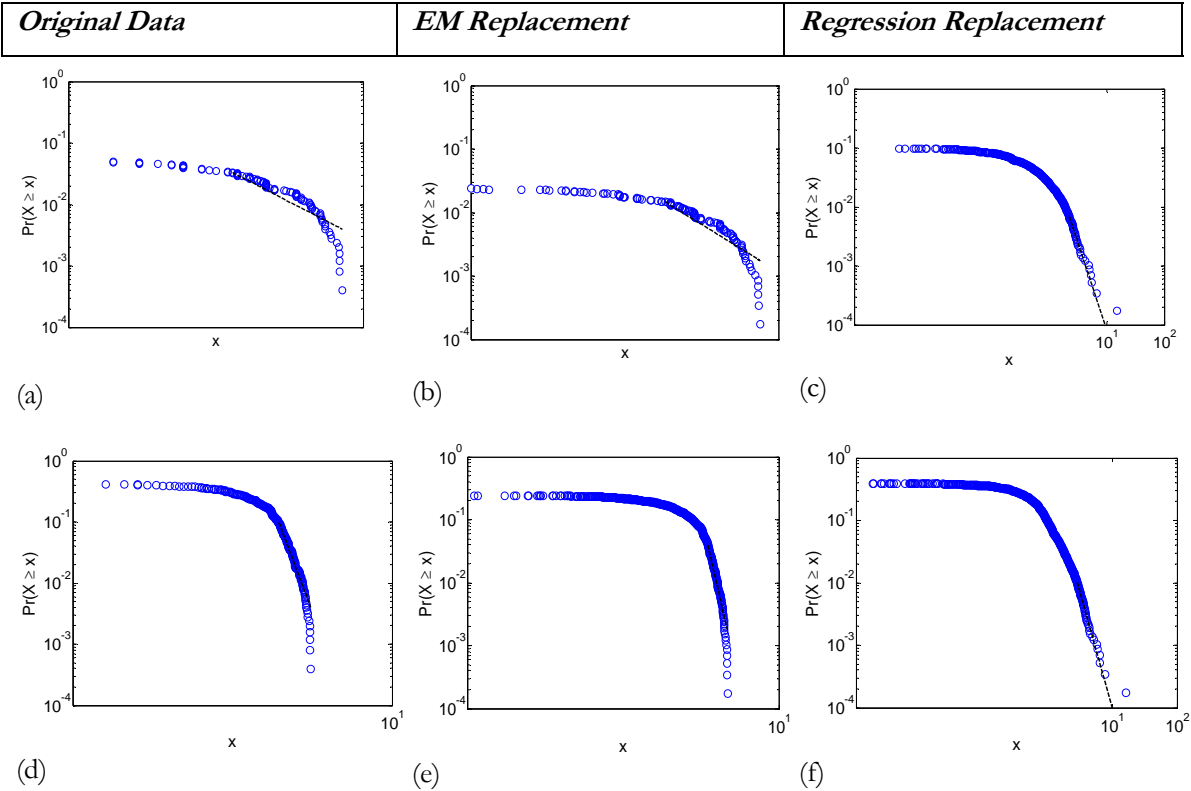 Original Data
EM Replacement
Regression Replacement
10^0
10^-1
10^-2
10^-3
10^-4
Pr(X ≥ x)
x
(a)
10^0
10^-1
10^-2
10^-3
10^-4
Pr(X ≥ x)
x
(b)
10^0
10^-1
10^-2
10^-3
10^-4
Pr(X ≥ x)
10^1
10^2
x
(c)
10^0
10^-1
10^-2
10^-3
10^-4
Pr(X ≥ x)
10^1
x
(d)
10^0
10^-1
10^-2
10^-3
10^-4
Pr(X ≥ x)
10^1
x
(e)
10^0
10^-1
10^-2
10^-3
10^-4
Pr(X ≥ x)
10^1
10^2
x
(f)